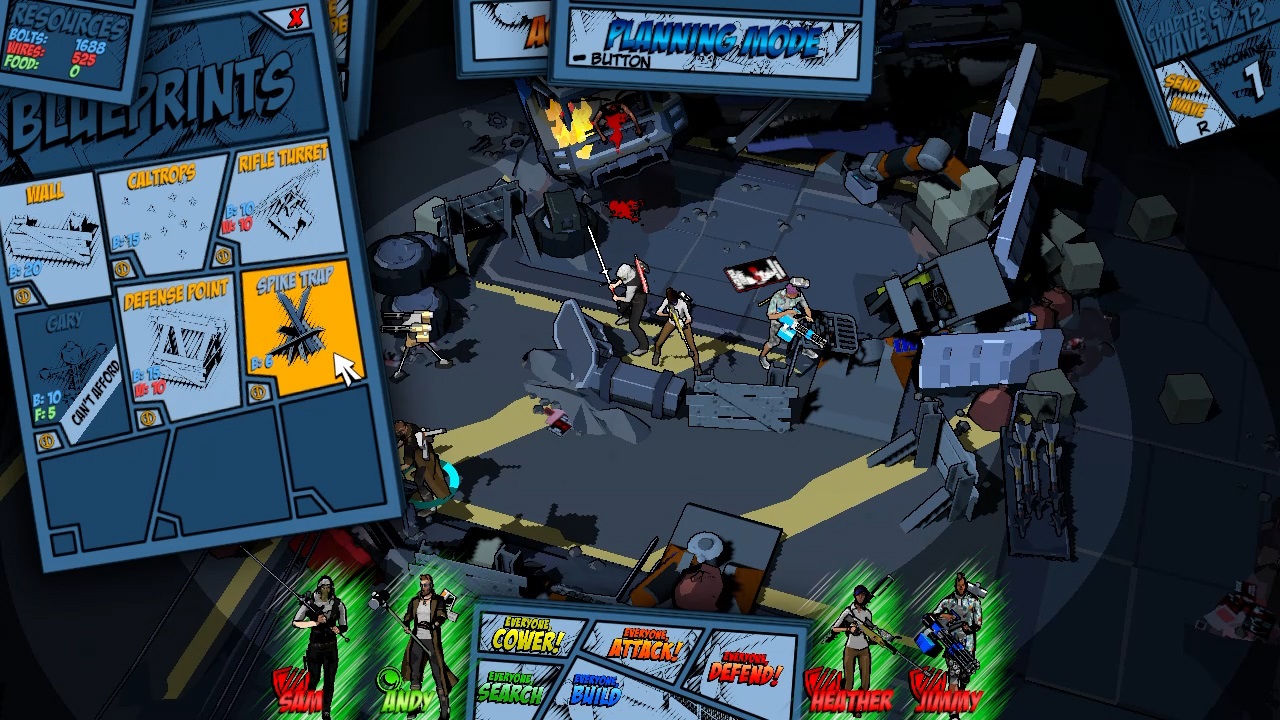 RESOURCES
BOLTS: 1688
WIRES: 525
FOOD: 0
X
BLUEPRINTS
WALL
B: 20
CALTROPS
B: 15
RIFLE TURRET
B: 10
W: 10
GARY
B: 10
F: 5
CAN'T AFFORD
DEFENSE POINT
B: 15
W: 10
SPIKE TRAP
PLANNING MODE
- BUTTON
CHAPTER 6
WAVE 1/12
SEND WAVE
R
INCOMING
1
SAM
ANDY
EVERYONE, COWER!
EVERYONE, ATTACK!
EVERYONE, DEFEND!
EVERYONE SEARCH
EVERYONE BUILD
HEATHER
JIMMY